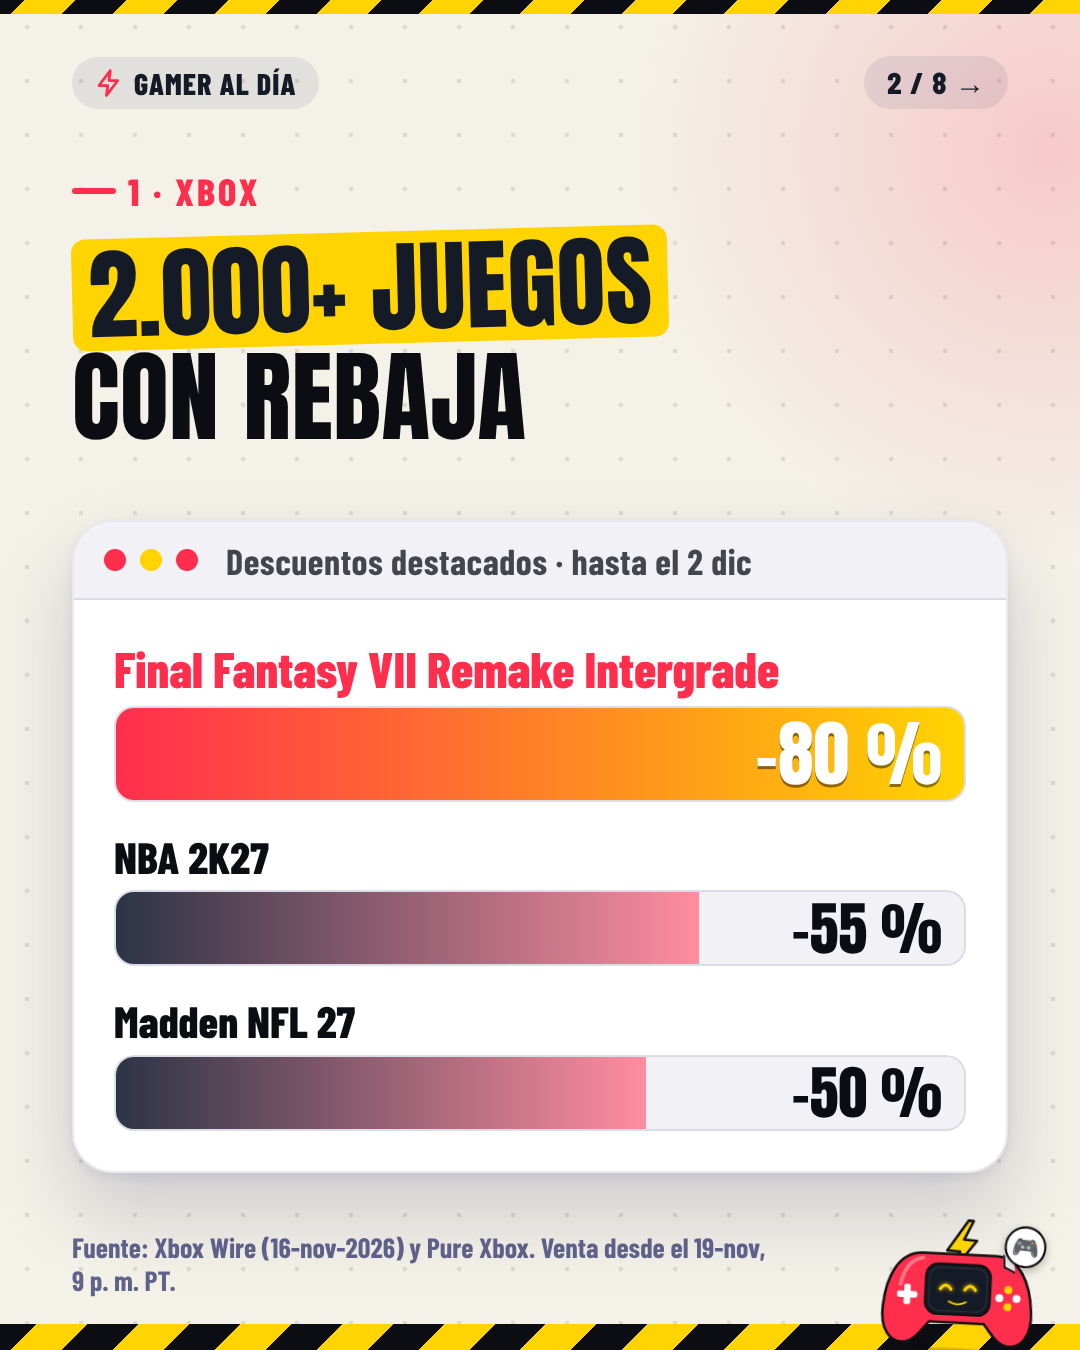 GAMER AL DÍA
2 / 8 →
1 · XBOX
2.000+ JUEGOS
CON REBAJA
Descuentos destacados · hasta el 2 dic
Final Fantasy VII Remake Intergrade
-80 %
NBA 2K27
-55 %
Madden NFL 27
-50 %
Fuente: Xbox Wire (16-nov-2026) y Pure Xbox. Venta desde el 19-nov,
9 p. m. PT.